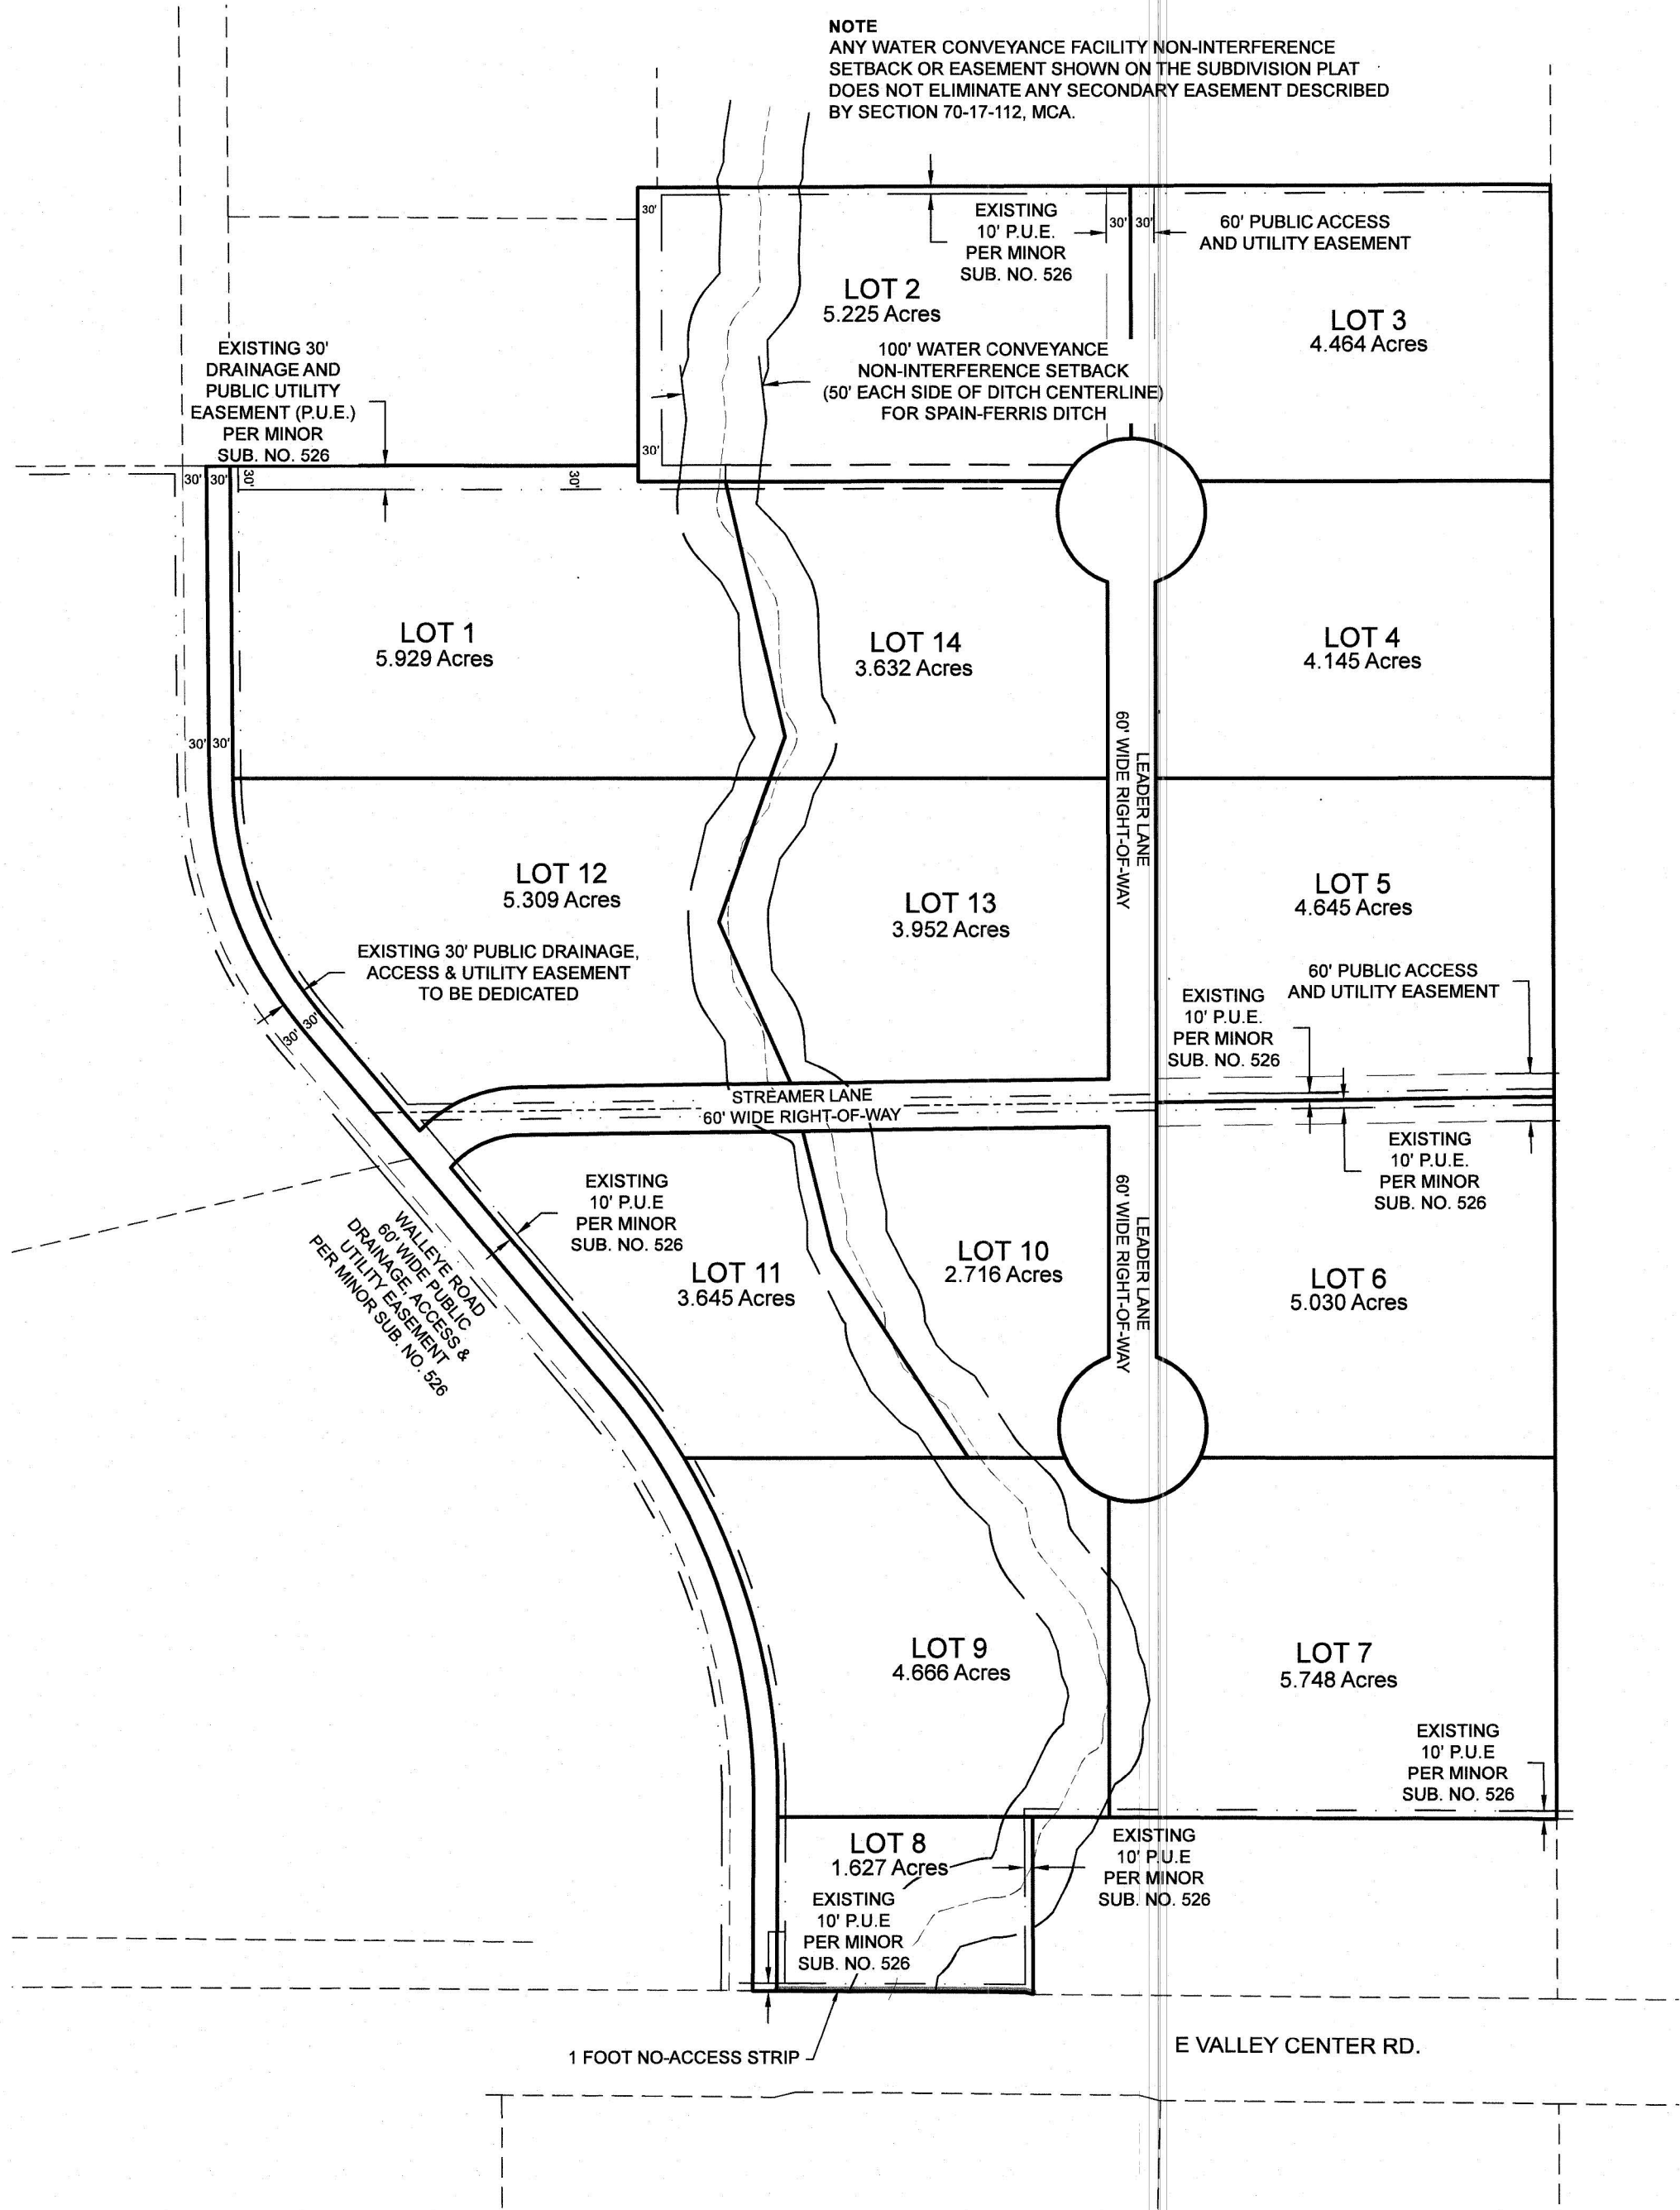 NOTE
ANY WATER CONVEYANCE FACILITY NON-INTERFERENCE
SETBACK OR EASEMENT SHOWN ON THE SUBDIVISION PLAT
DOES NOT ELIMINATE ANY SECONDARY EASEMENT DESCRIBED
BY SECTION 70-17-112, MCA.
30'
EXISTING
10' P.U.E.
PER MINOR
SUB. NO. 526
30'
30'
60' PUBLIC ACCESS
AND UTILITY EASEMENT
LOT 2
5.225 Acres
LOT 3
4.464 Acres
100' WATER CONVEYANCE
NON-INTERFERENCE SETBACK
(50' EACH SIDE OF DITCH CENTERLINE)
FOR SPAIN-FERRIS DITCH
EXISTING 30'
DRAINAGE AND
PUBLIC UTILITY
EASEMENT (P.U.E.)
PER MINOR
SUB. NO. 526
30'
30'
30'
30'
30'
LOT 1
5.929 Acres
LOT 14
3.632 Acres
LOT 4
4.145 Acres
30'
30'
LEADER LANE
60' WIDE RIGHT-OF-WAY
LOT 12
5.309 Acres
LOT 13
3.952 Acres
LOT 5
4.645 Acres
EXISTING 30' PUBLIC DRAINAGE,
ACCESS & UTILITY EASEMENT
TO BE DEDICATED
30'
30'
60' PUBLIC ACCESS
AND UTILITY EASEMENT
EXISTING
10' P.U.E.
PER MINOR
SUB. NO. 526
STREAMER LANE
60' WIDE RIGHT-OF-WAY
EXISTING
10' P.U.E.
PER MINOR
SUB. NO. 526
EXISTING
10' P.U.E
PER MINOR
SUB. NO. 526
WALLEYE ROAD
60' WIDE PUBLIC
DRAINAGE, ACCESS &
UTILITY EASEMENT
PER MINOR SUB. NO. 526
LOT 11
3.645 Acres
LOT 10
2.716 Acres
LEADER LANE
60' WIDE RIGHT-OF-WAY
LOT 6
5.030 Acres
LOT 9
4.666 Acres
LOT 7
5.748 Acres
EXISTING
10' P.U.E
PER MINOR
SUB. NO. 526
LOT 8
1.627 Acres
EXISTING
10' P.U.E
PER MINOR
SUB. NO. 526
EXISTING
10' P.U.E
PER MINOR
SUB. NO. 526
1 FOOT NO-ACCESS STRIP
E VALLEY CENTER RD.